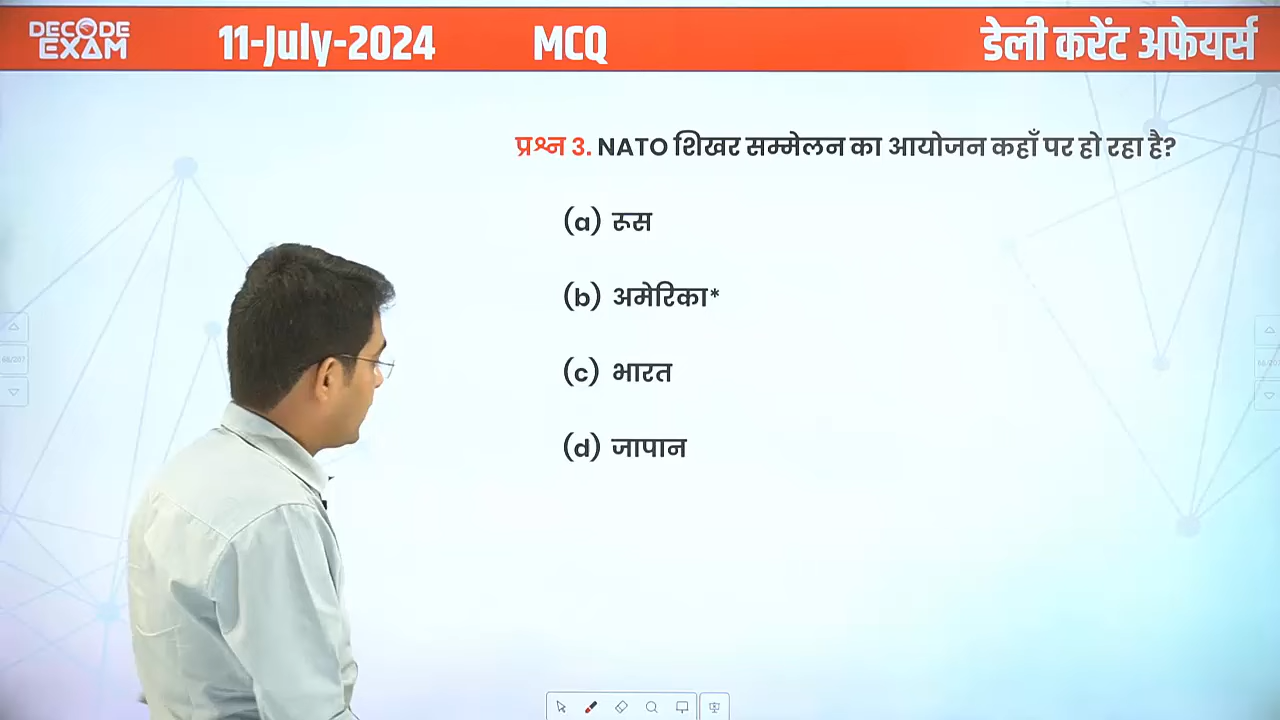 DECODE EXAM
11-July-2024 MCQ डेली करेंट अफेयर्स
प्रश्न 3. NATO शिखर सम्मेलन का आयोजन कहाँ पर हो रहा है?
(a) रूस
(b) अमेरिका*
(c) भारत
(d) जापान